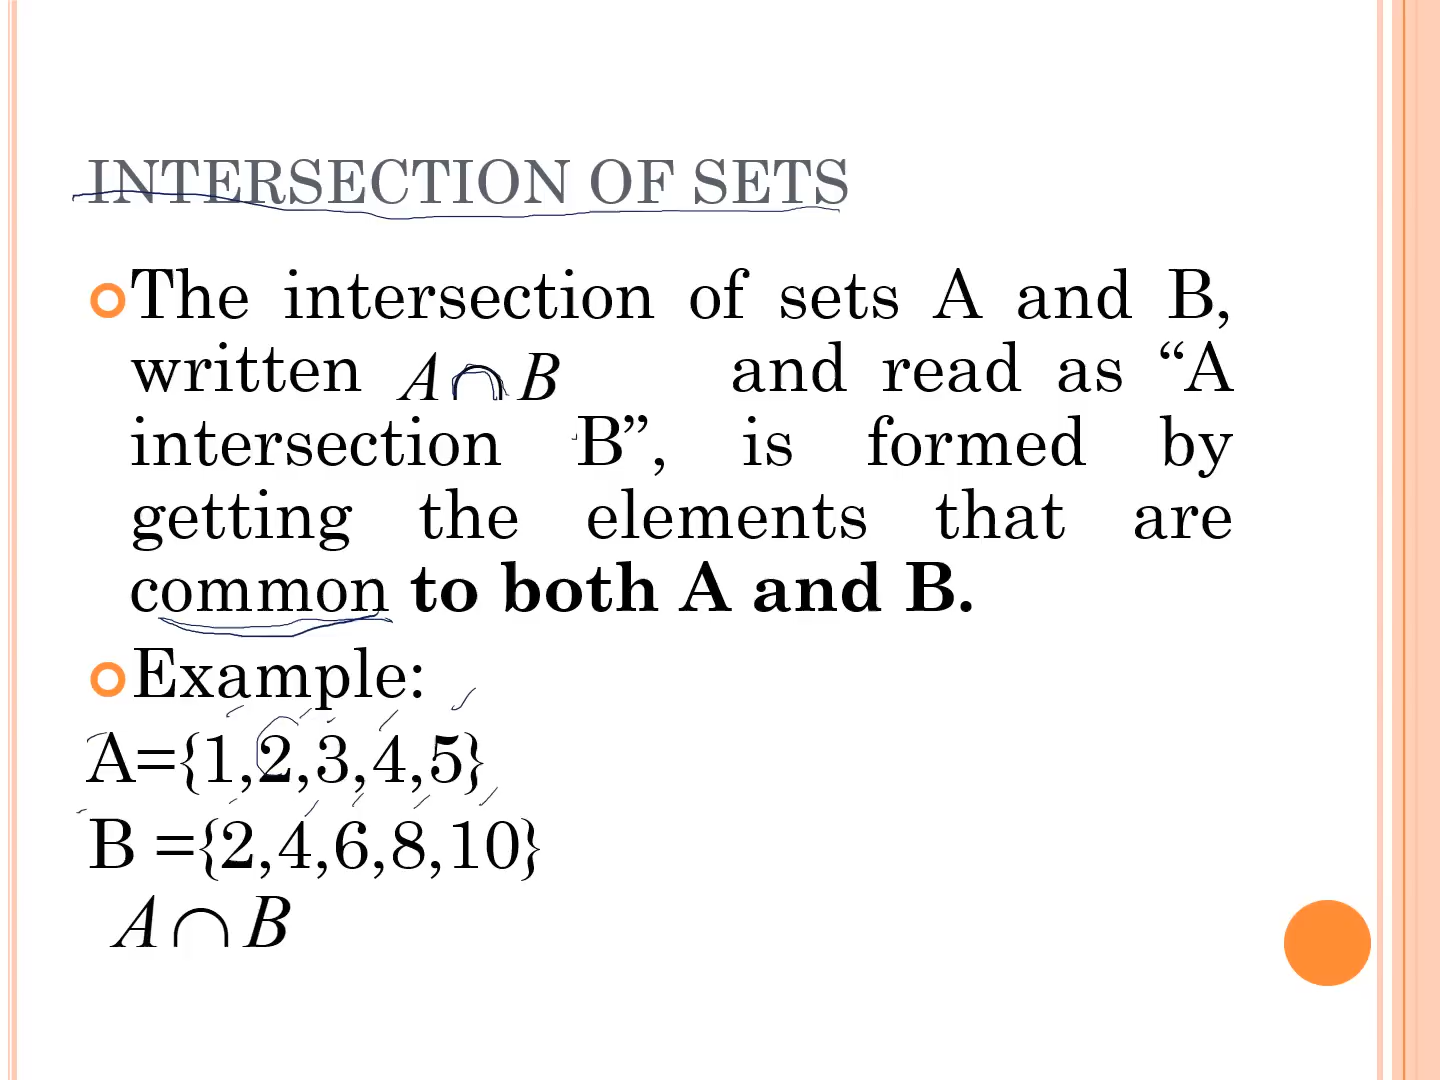 INTERSECTION OF SETS
The intersection of sets A and B,
written A ∩ B and read as “A
intersection B”, is formed by
getting the elements that are
common to both A and B.
Example:
A={1,2,3,4,5}
B ={2,4,6,8,10}
A ∩ B